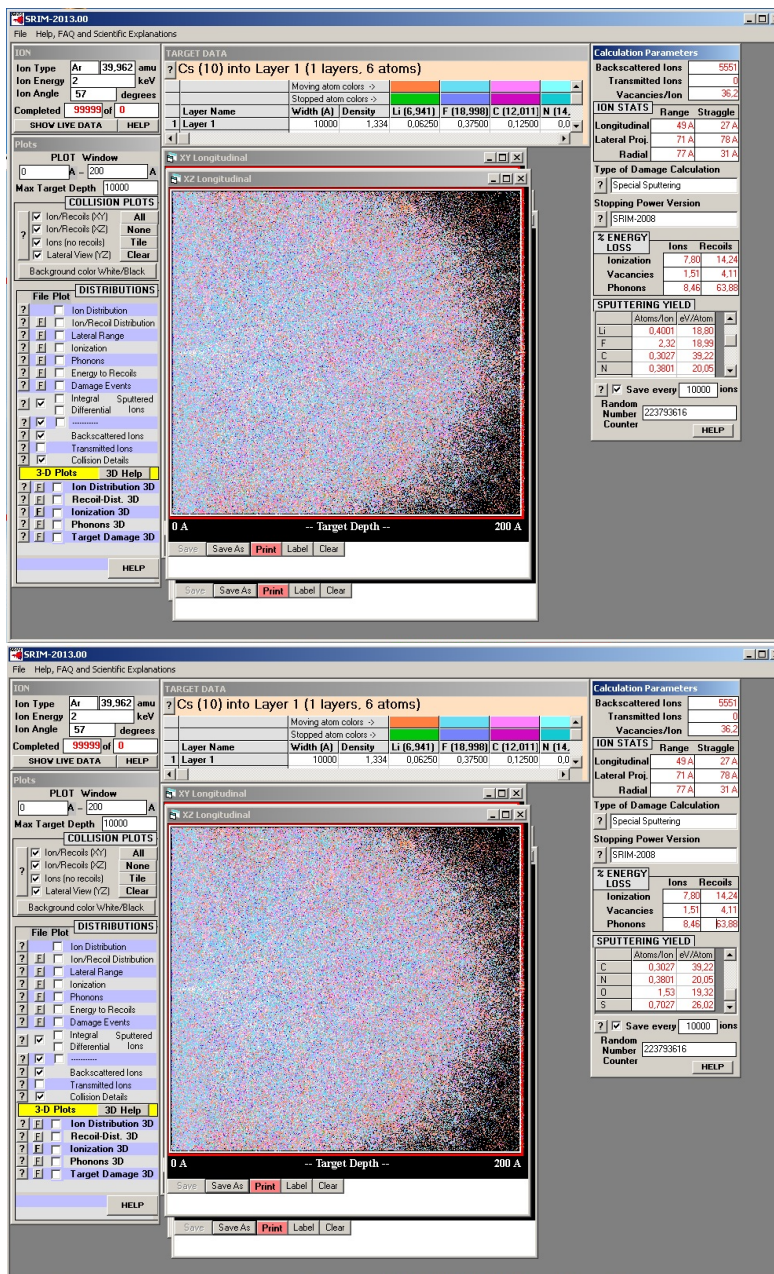 SRIM-2013.00
File Help, FAQ and Scientific Explanations
ION
Ion Type Ar 39,962 amu
Ion Energy 2 keV
Ion Angle 57 degrees
Completed 99999 of 0
SHOW LIVE DATA HELP
TARGET DATA
? Cs (10) into Layer 1 (1 layers, 6 atoms)
Moving atom colors ->
Stopped atom colors ->
Layer Name Width (A) Density Li (6,941) F (18,998) C (12,011) N (14,
1 Layer 1 10000 1,334 0,06250 0,37500 0,12500 0,0
Plots
PLOT Window
0 A - 200 A
Max Target Depth 10000
COLLISION PLOTS
Ion/Recoils (XY) All
Ion/Recoils (XZ) None
? Ions (no recoils) Tile
Lateral View (YZ) Clear
Background color White/Black
DISTRIBUTIONS
File Plot
? Ion Distribution
? F Ion/Recoil Distribution
? F Lateral Range
? F Ionization
? F Phonons
? F Energy to Recoils
? F Damage Events
? Integral Sputtered
Differential Ions
? -----------
? Backscattered Ions
? Transmitted Ions
? Collision Details
3-D Plots 3D Help
? F Ion Distribution 3D
? F Recoil-Dist. 3D
? F Ionization 3D
? F Phonons 3D
? F Target Damage 3D
HELP
XY Longitudinal
XZ Longitudinal
0 A -- Target Depth -- 200 A
Save Save As Print Label Clear
Save Save As Print Label Clear
Calculation Parameters
Backscattered Ions 5551
Transmitted Ions 0
Vacancies/Ion 36,2
ION STATS Range Straggle
Longitudinal 49 A 27 A
Lateral Proj. 71 A 78 A
Radial 77 A 31 A
Type of Damage Calculation
? Special Sputtering
Stopping Power Version
? SRIM-2008
% ENERGY LOSS Ions Recoils
Ionization 7,80 14,24
Vacancies 1,51 4,11
Phonons 8,46 63,88
SPUTTERING YIELD
Atoms/Ion eV/Atom
Li 0,4001 18,80
F 2,32 18,99
C 0,3027 39,22
N 0,3801 20,05
? Save every 10000 ions
Random
Number 223793616
Counter
HELP
SRIM-2013.00
File Help, FAQ and Scientific Explanations
ION
Ion Type Ar 39,962 amu
Ion Energy 2 keV
Ion Angle 57 degrees
Completed 99999 of 0
SHOW LIVE DATA HELP
TARGET DATA
? Cs (10) into Layer 1 (1 layers, 6 atoms)
Moving atom colors ->
Stopped atom colors ->
Layer Name Width (A) Density Li (6,941) F (18,998) C (12,011) N (14,
1 Layer 1 10000 1,334 0,06250 0,37500 0,12500 0,0
Plots
PLOT Window
0 A - 200 A
Max Target Depth 10000
COLLISION PLOTS
Ion/Recoils (XY) All
Ion/Recoils (XZ) None
? Ions (no recoils) Tile
Lateral View (YZ) Clear
Background color White/Black
DISTRIBUTIONS
File Plot
? Ion Distribution
? F Ion/Recoil Distribution
? F Lateral Range
? F Ionization
? F Phonons
? F Energy to Recoils
? F Damage Events
? Integral Sputtered
Differential Ions
? -----------
? Backscattered Ions
? Transmitted Ions
? Collision Details
3-D Plots 3D Help
? F Ion Distribution 3D
? F Recoil-Dist. 3D
? F Ionization 3D
? F Phonons 3D
? F Target Damage 3D
HELP
XY Longitudinal
XZ Longitudinal
0 A -- Target Depth -- 200 A
Save Save As Print Label Clear
Save Save As Print Label Clear
Calculation Parameters
Backscattered Ions 5551
Transmitted Ions 0
Vacancies/Ion 36,2
ION STATS Range Straggle
Longitudinal 49 A 27 A
Lateral Proj. 71 A 78 A
Radial 77 A 31 A
Type of Damage Calculation
? Special Sputtering
Stopping Power Version
? SRIM-2008
% ENERGY LOSS Ions Recoils
Ionization 7,80 14,24
Vacancies 1,51 4,11
Phonons 8,46 63,88
SPUTTERING YIELD
Atoms/Ion eV/Atom
C 0,3027 39,22
N 0,3801 20,05
O 1,53 19,32
S 0,7027 26,02
? Save every 10000 ions
Random
Number 223793616
Counter
HELP